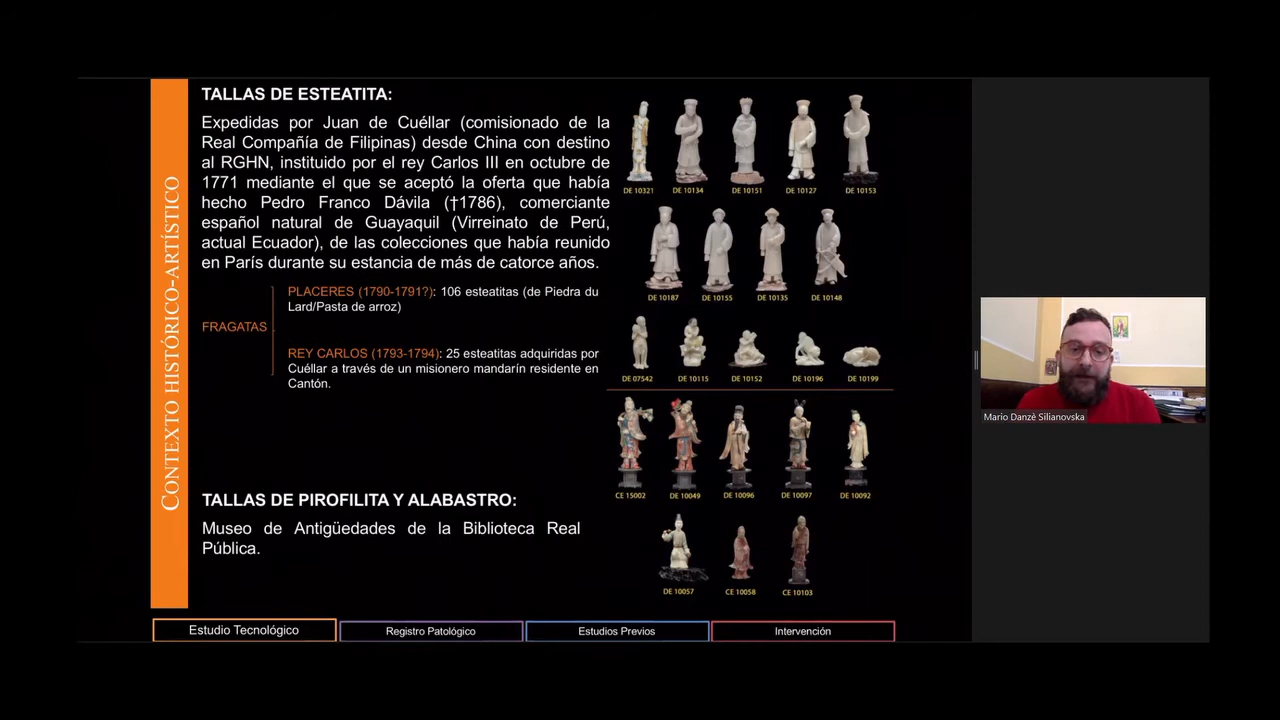 CONTEXTO HISTÓRICO-ARTÍSTICO
TALLAS DE ESTEATITA:
Expedidas por Juan de Cuéllar (comisionado de la
Real Compañía de Filipinas) desde China con destino
al RGHN, instituido por el rey Carlos III en octubre de
1771 mediante el que se aceptó la oferta que había
hecho Pedro Franco Dávila (†1786), comerciante
español natural de Guayaquil (Virreinato de Perú,
actual Ecuador), de las colecciones que había reunido
en París durante su estancia de más de catorce años.
FRAGATAS
PLACERES (1790-1791?): 106 esteatitas (de Piedra du
Lard/Pasta de arroz)
REY CARLOS (1793-1794): 25 esteatitas adquiridas por
Cuéllar a través de un misionero mandarín residente en
Cantón.
TALLAS DE PIROFILITA Y ALABASTRO:
Museo de Antigüedades de la Biblioteca Real
Pública.
DE 10321 DE 10134 DE 10151 DE 10127 DE 10153
DE 10187 DE 10155 DE 10135 DE 10148
DE 07542 DE 10115 DE 10152 DE 10196 DE 10199
CE 15002 DE 10049 DE 10096 DE 10097 DE 10092
DE 10057 CE 10058 CE 10103
Estudio Tecnológico Registro Patológico Estudios Previos Intervención
Mario Danzè Silianovska